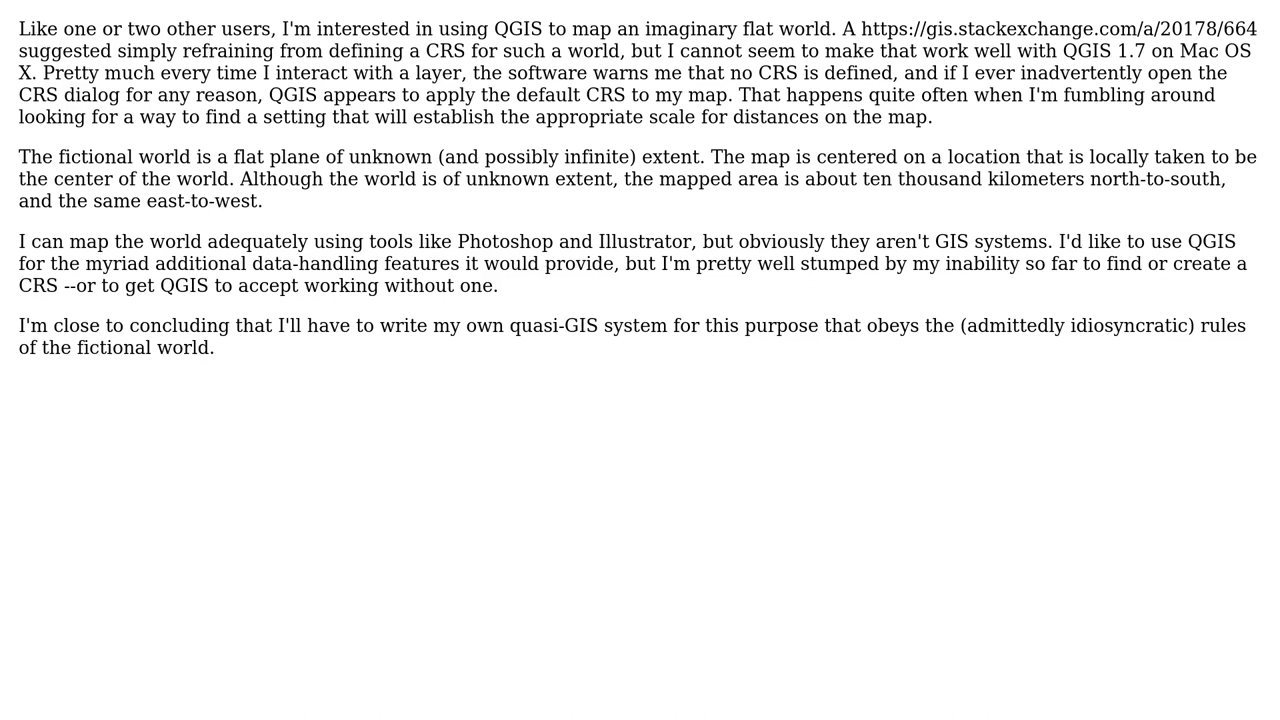 Like one or two other users, I'm interested in using QGIS to map an imaginary flat world. A https://gis.stackexchange.com/a/20178/664
suggested simply refraining from defining a CRS for such a world, but I cannot seem to make that work well with QGIS 1.7 on Mac OS
X. Pretty much every time I interact with a layer, the software warns me that no CRS is defined, and if I ever inadvertently open the
CRS dialog for any reason, QGIS appears to apply the default CRS to my map. That happens quite often when I'm fumbling around
looking for a way to find a setting that will establish the appropriate scale for distances on the map.
The fictional world is a flat plane of unknown (and possibly infinite) extent. The map is centered on a location that is locally taken to be
the center of the world. Although the world is of unknown extent, the mapped area is about ten thousand kilometers north-to-south,
and the same east-to-west.
I can map the world adequately using tools like Photoshop and Illustrator, but obviously they aren't GIS systems. I'd like to use QGIS
for the myriad additional data-handling features it would provide, but I'm pretty well stumped by my inability so far to find or create a
CRS --or to get QGIS to accept working without one.
I'm close to concluding that I'll have to write my own quasi-GIS system for this purpose that obeys the (admittedly idiosyncratic) rules
of the fictional world.